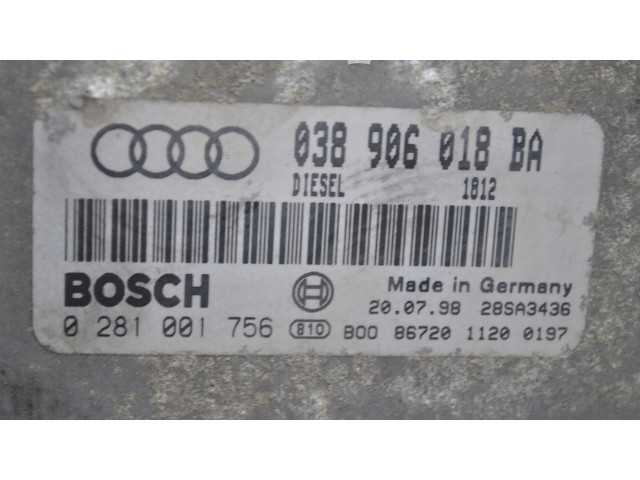 038 906 018 BA
DIESEL 1812
BOSCH
Made in Germany
20.07.98 28SA3436
0 281 001 756 810 B00 86720 1120 0197